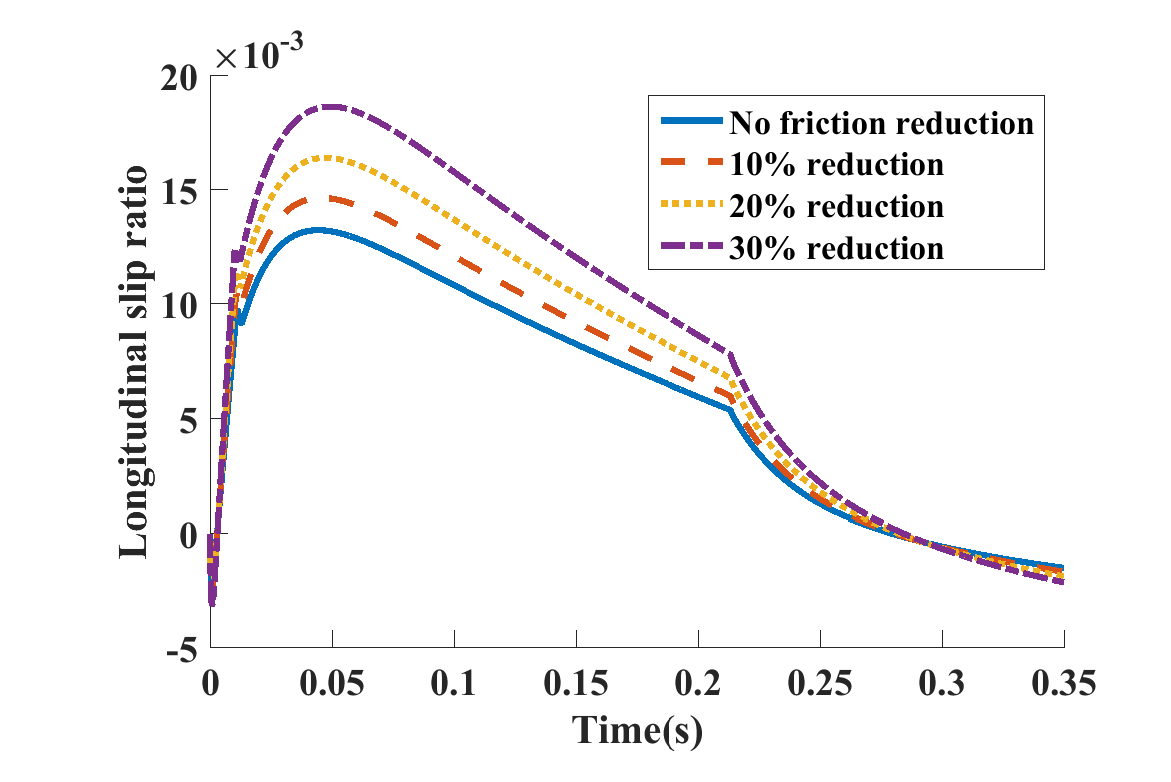 ×10-3
20
15
10
5
0
-5
Longitudinal slip ratio
No friction reduction
10% reduction
20% reduction
30% reduction
0 0.05 0.1 0.15 0.2 0.25 0.3 0.35
Time(s)